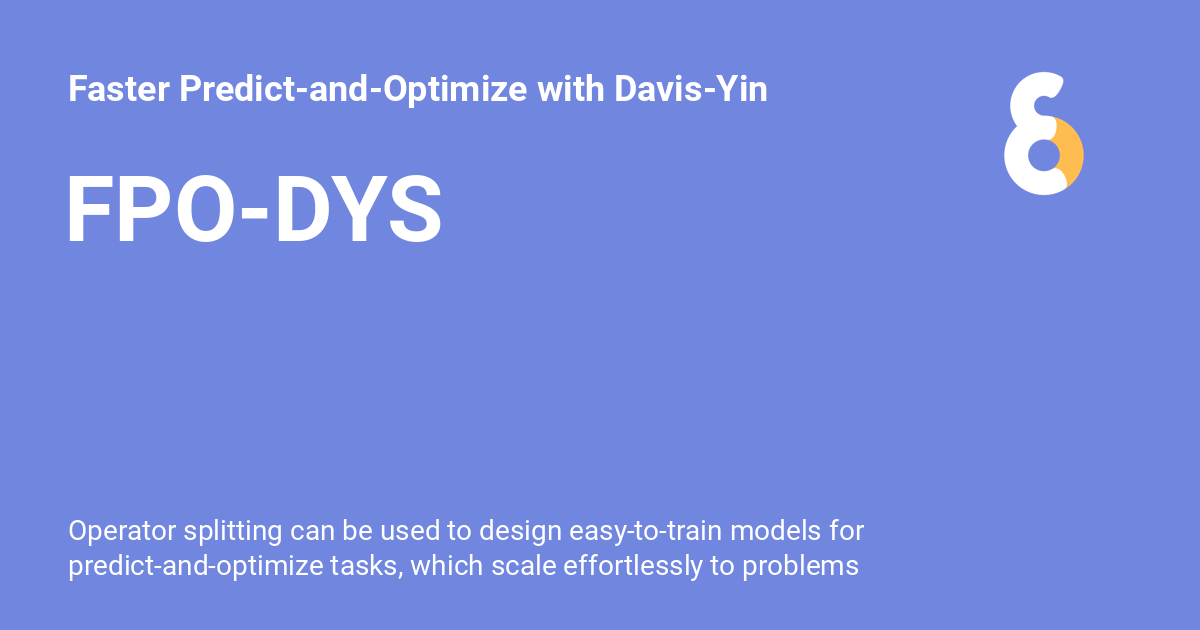 Faster Predict-and-Optimize with Davis-Yin
FPO-DYS
Operator splitting can be used to design easy-to-train models for
predict-and-optimize tasks, which scale effortlessly to problems